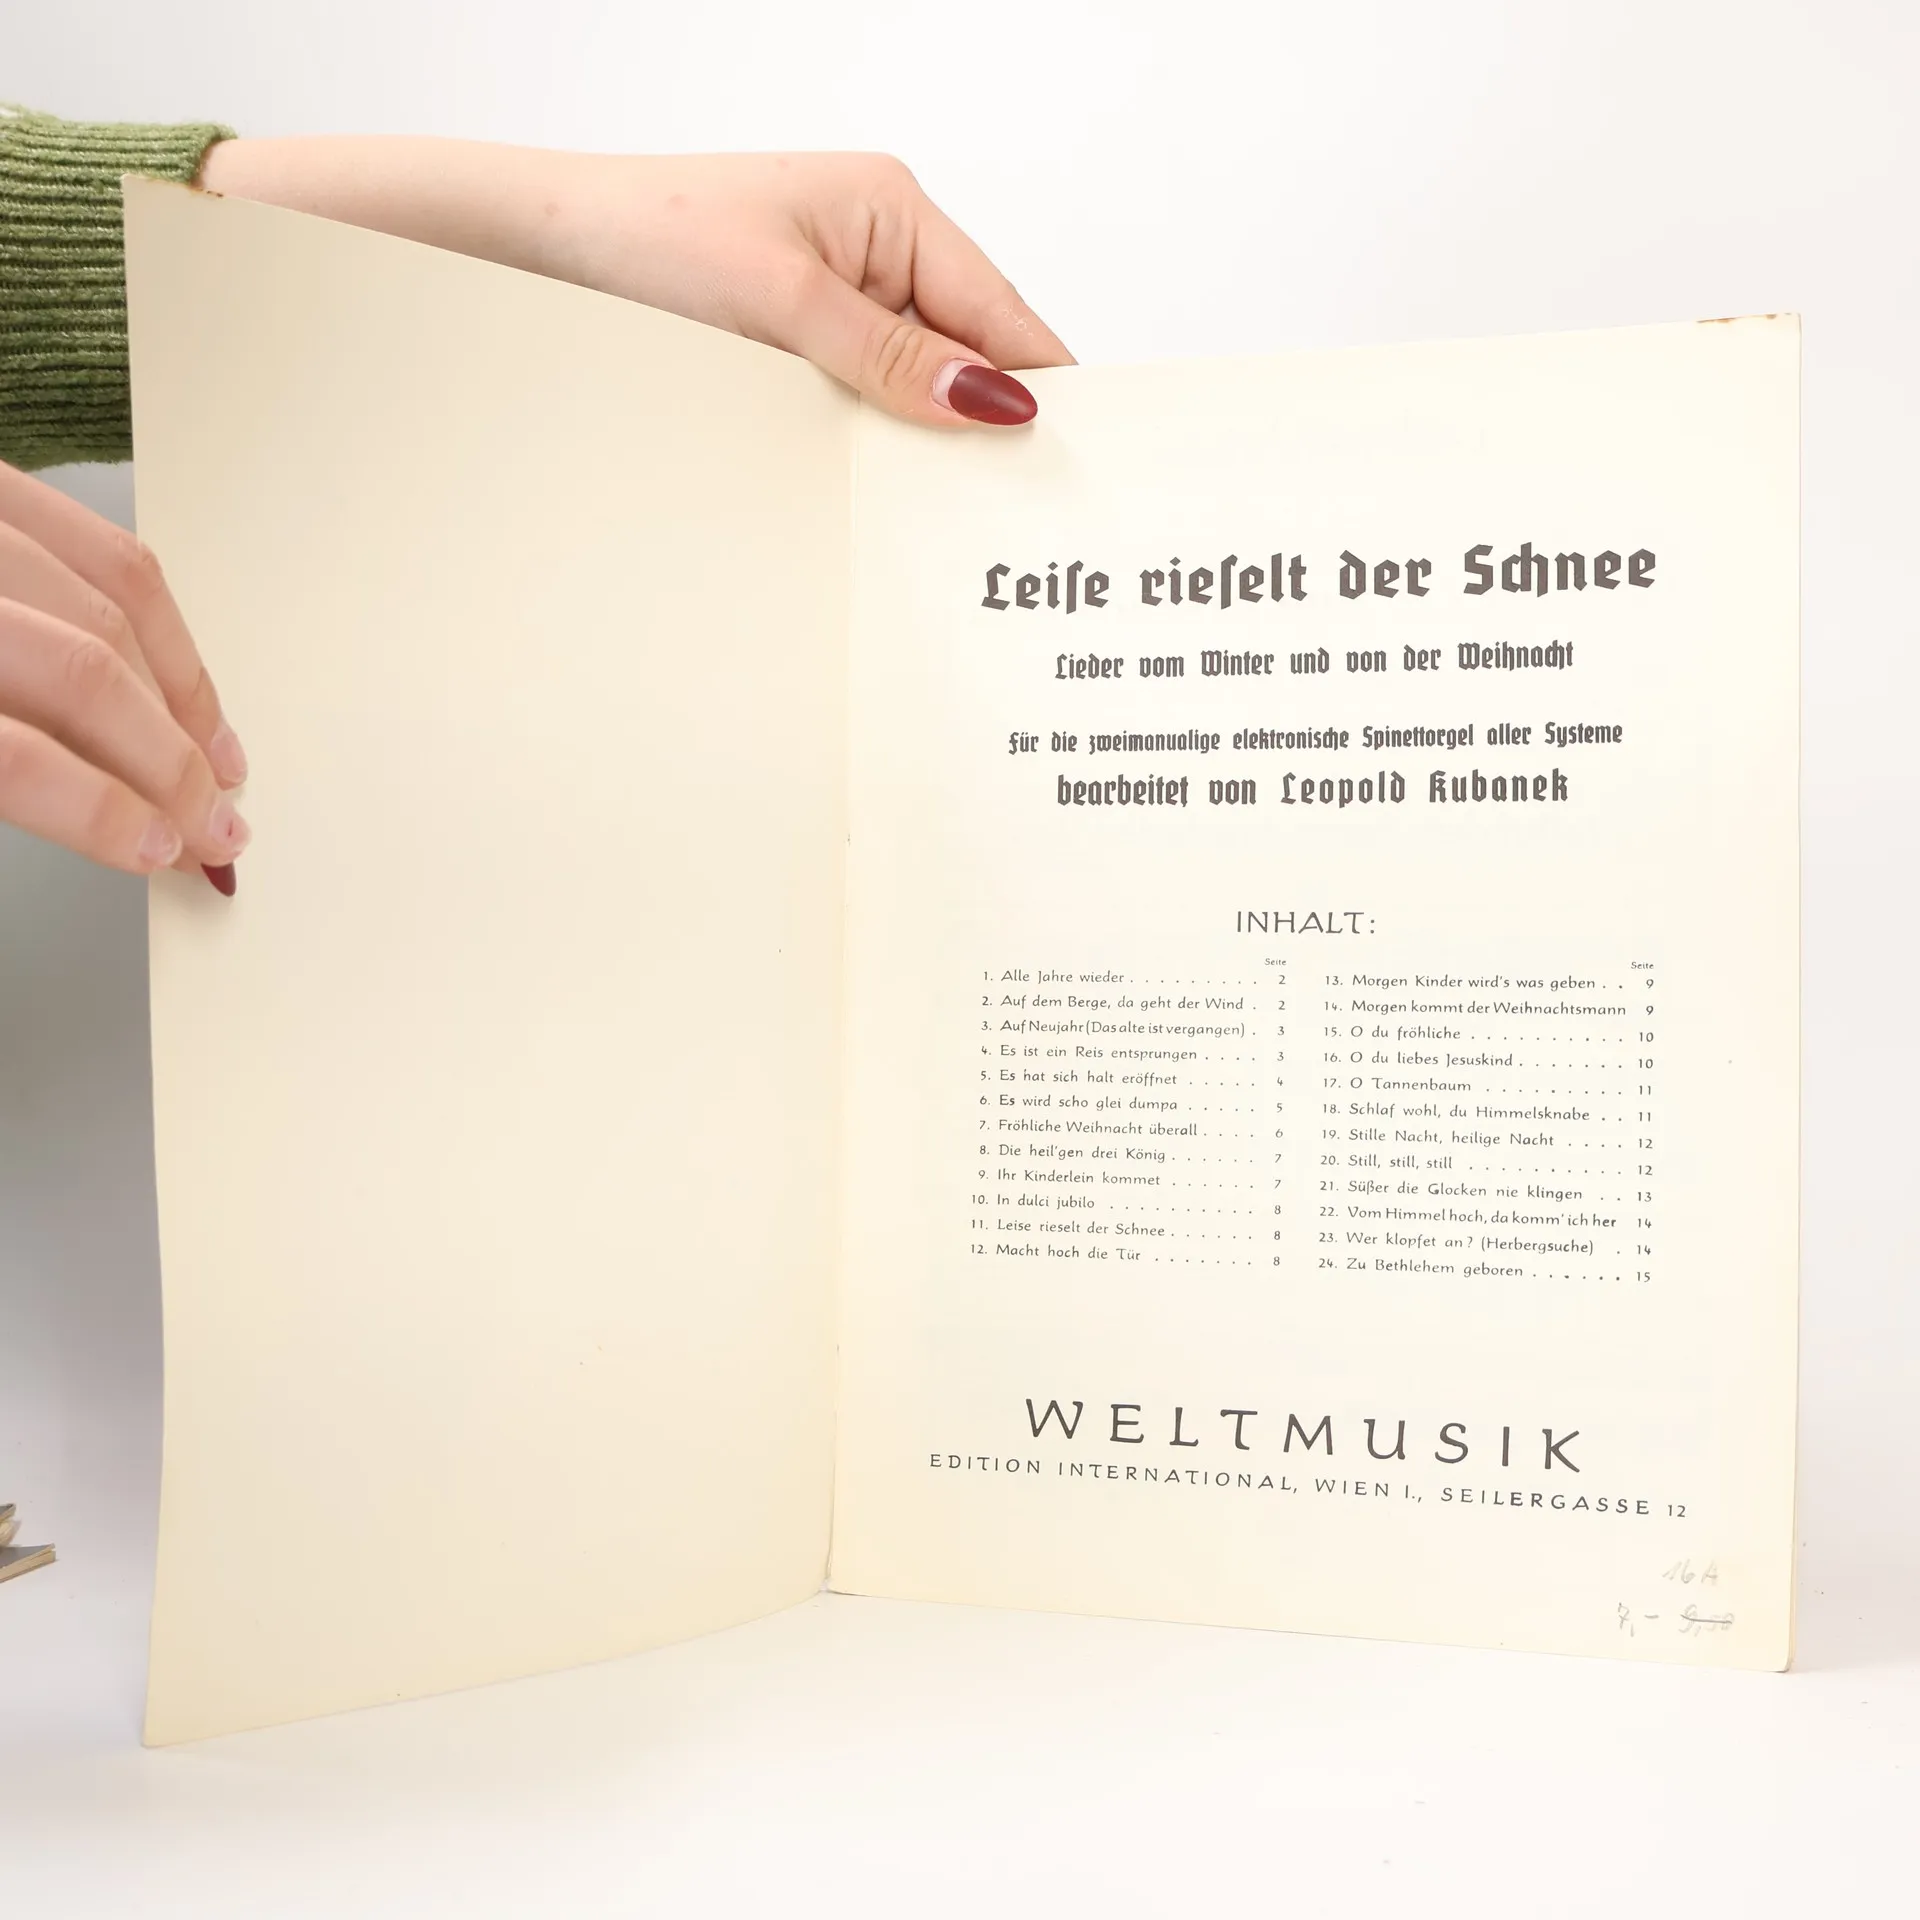 Leiſe rieſelt der Schnee
Lieder vom Winter und von der Weihnacht
für die zweimanualige elektronische Spinettorgel aller Systeme
bearbeitet von Leopold Kubanek
INHALT:
Seite
1. Alle Jahre wieder . . . . . . . . . 2
2. Auf dem Berge, da geht der Wind . 2
3. Auf Neujahr (Das alte ist vergangen) . 3
4. Es ist ein Reis entsprungen . . . . 3
5. Es hat sich halt eröffnet . . . . . 4
6. Es wird scho glei dumpa . . . . . 5
7. Fröhliche Weihnacht überall . . . . 6
8. Die heil'gen drei König . . . . . . 7
9. Ihr Kinderlein kommet . . . . . . 7
10. In dulci jubilo . . . . . . . . . . 8
11. Leise rieselt der Schnee . . . . . . 8
12. Macht hoch die Tür . . . . . . . 8
Seite
13. Morgen Kinder wird's was geben . . 9
14. Morgen kommt der Weihnachtsmann 9
15. O du fröhliche . . . . . . . . . . 10
16. O du liebes Jesuskind . . . . . . . 10
17. O Tannenbaum . . . . . . . . . 11
18. Schlaf wohl, du Himmelsknabe . . 11
19. Stille Nacht, heilige Nacht . . . . 12
20. Still, still, still . . . . . . . . . . 12
21. Süßer die Glocken nie klingen . . 13
22. Vom Himmel hoch, da komm' ich her 14
23. Wer klopfet an? (Herbergsuche) . 14
24. Zu Bethlehem geboren . . . . . . 15
WELTMUSIK
EDITION INTERNATIONAL, WIEN I., SEILERGASSE 12
7,- 9,50